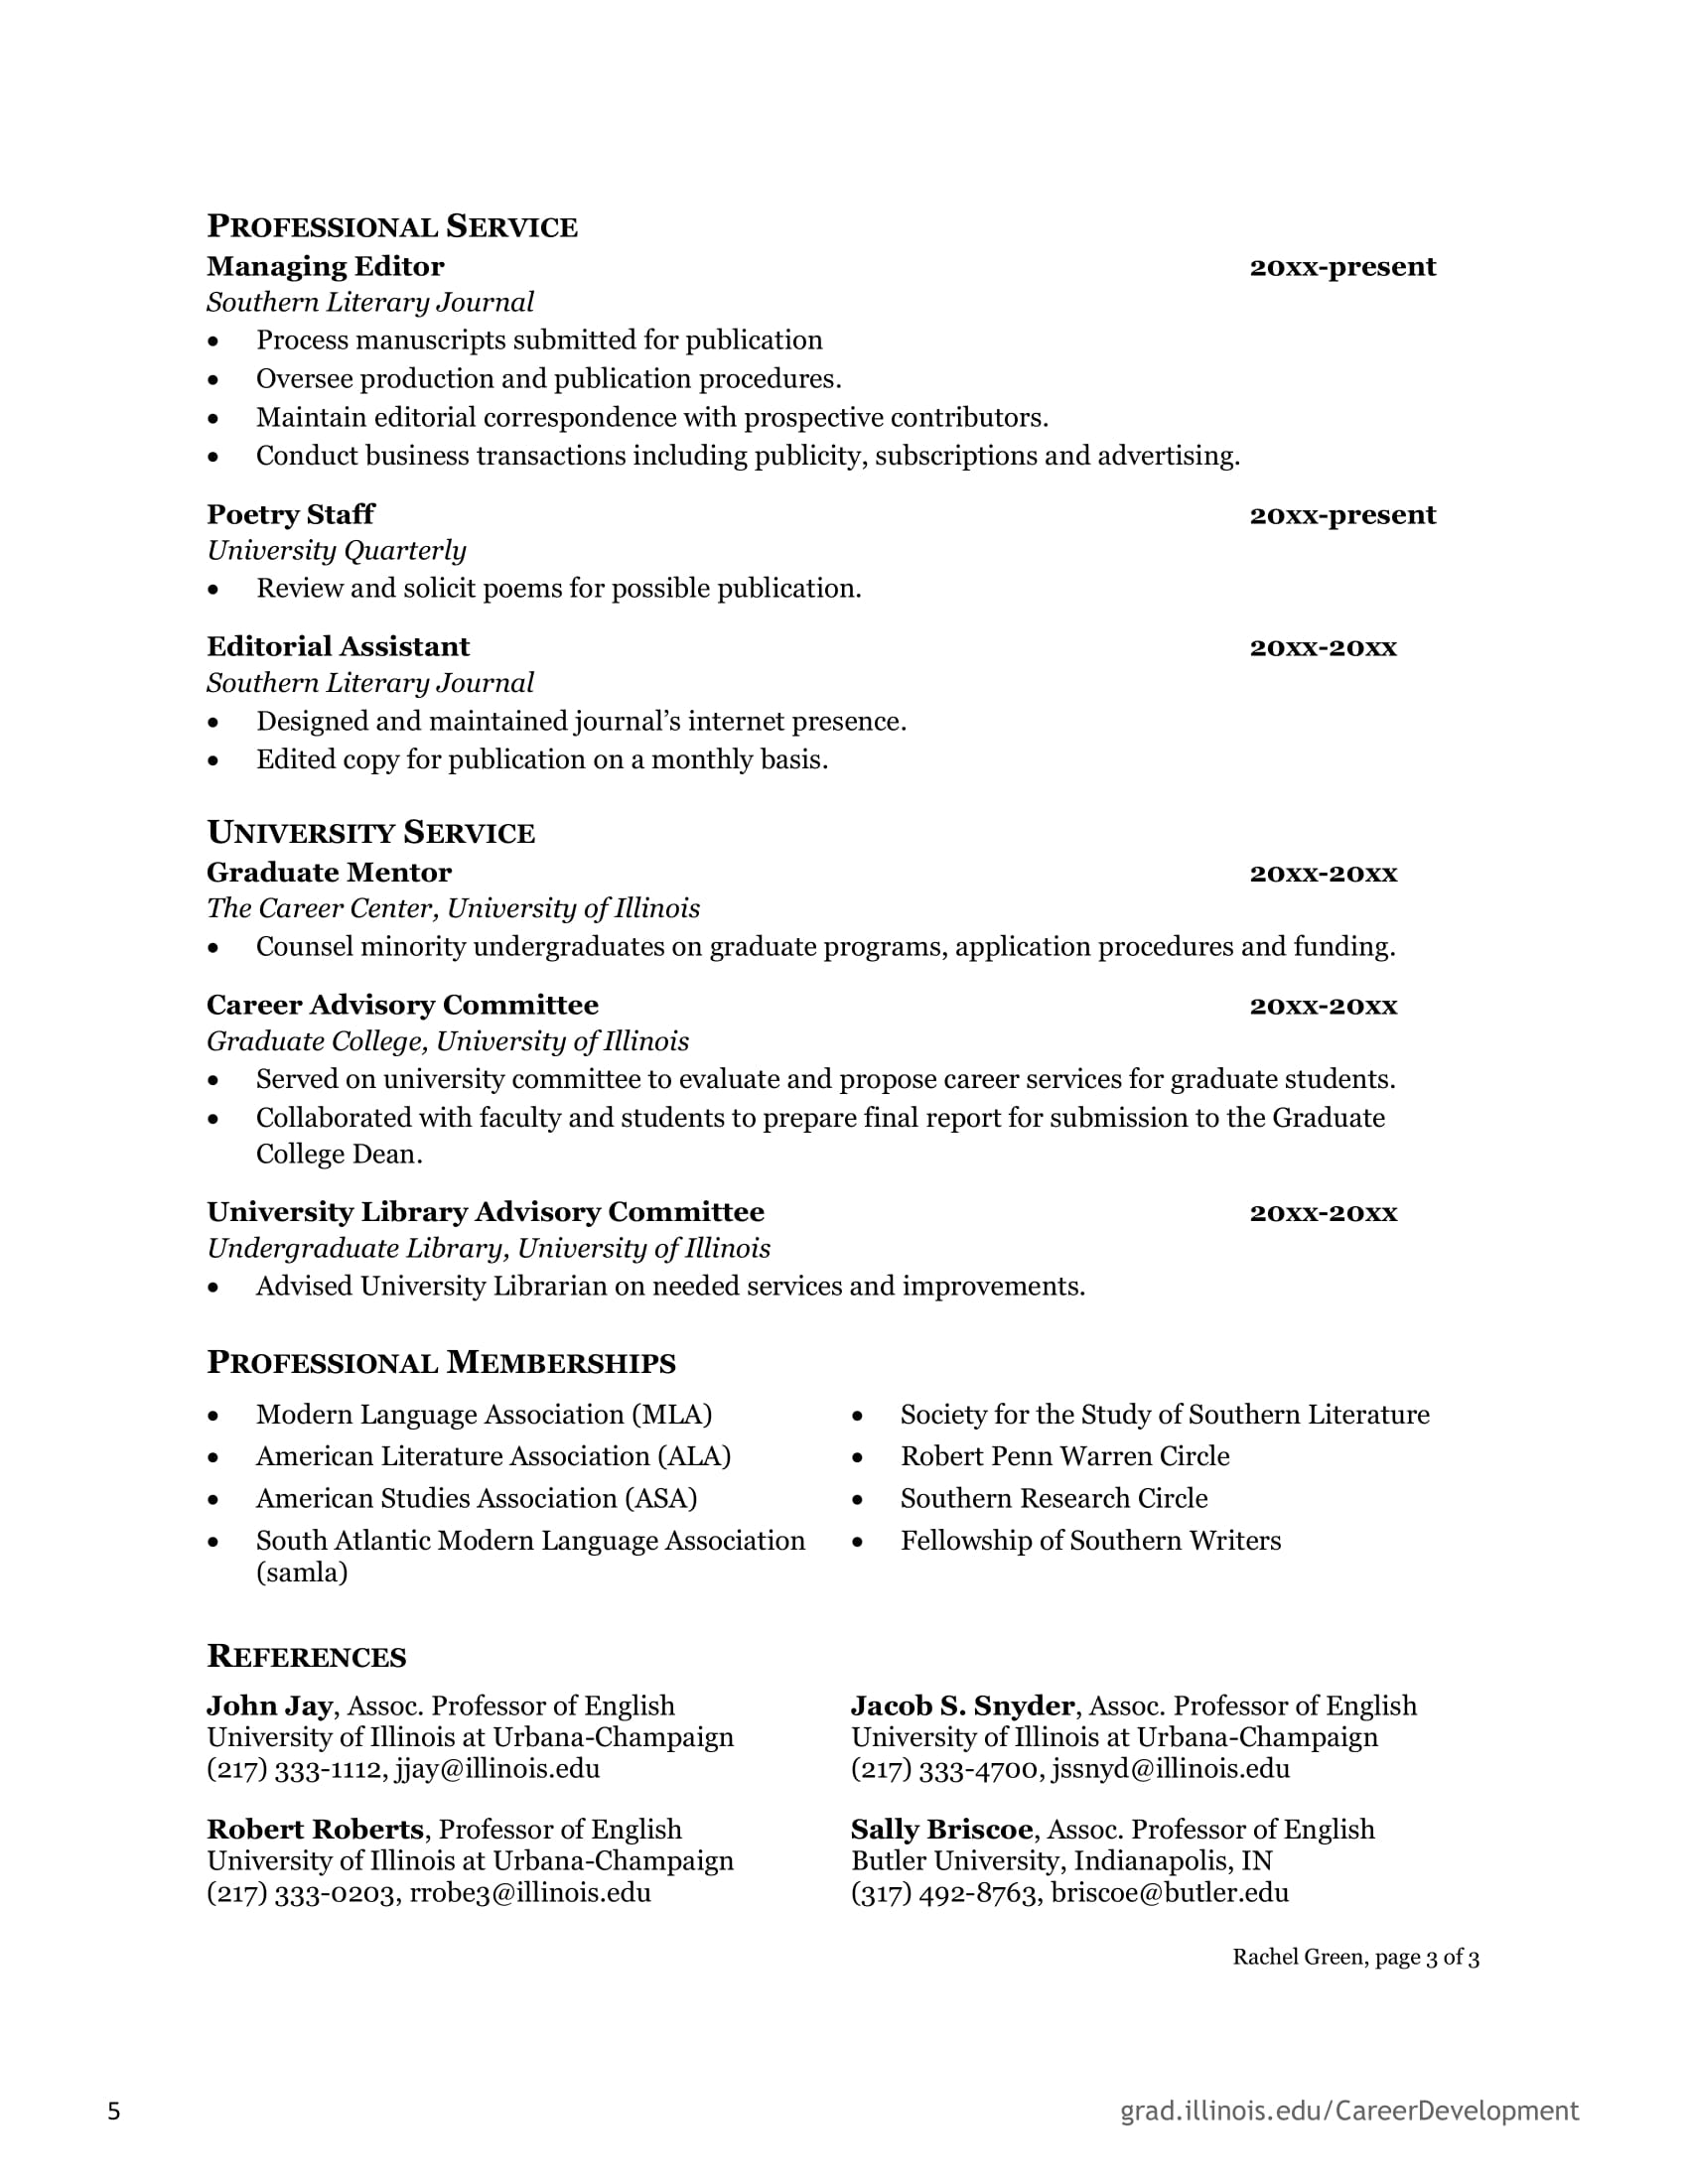 PROFESSIONAL SERVICE
Managing Editor 20xx-present
Southern Literary Journal
• Process manuscripts submitted for publication
• Oversee production and publication procedures.
• Maintain editorial correspondence with prospective contributors.
• Conduct business transactions including publicity, subscriptions and advertising.
Poetry Staff 20xx-present
University Quarterly
• Review and solicit poems for possible publication.
Editorial Assistant 20xx-20xx
Southern Literary Journal
• Designed and maintained journal’s internet presence.
• Edited copy for publication on a monthly basis.
UNIVERSITY SERVICE
Graduate Mentor 20xx-20xx
The Career Center, University of Illinois
• Counsel minority undergraduates on graduate programs, application procedures and funding.
Career Advisory Committee 20xx-20xx
Graduate College, University of Illinois
• Served on university committee to evaluate and propose career services for graduate students.
• Collaborated with faculty and students to prepare final report for submission to the Graduate
College Dean.
University Library Advisory Committee 20xx-20xx
Undergraduate Library, University of Illinois
• Advised University Librarian on needed services and improvements.
PROFESSIONAL MEMBERSHIPS
• Modern Language Association (MLA)
• American Literature Association (ALA)
• American Studies Association (ASA)
• South Atlantic Modern Language Association
(samla)
• Society for the Study of Southern Literature
• Robert Penn Warren Circle
• Southern Research Circle
• Fellowship of Southern Writers
REFERENCES
John Jay, Assoc. Professor of English
University of Illinois at Urbana-Champaign
(217) 333-1112, jjay@illinois.edu
Jacob S. Snyder, Assoc. Professor of English
University of Illinois at Urbana-Champaign
(217) 333-4700, jssnyd@illinois.edu
Robert Roberts, Professor of English
University of Illinois at Urbana-Champaign
(217) 333-0203, rrobe3@illinois.edu
Sally Briscoe, Assoc. Professor of English
Butler University, Indianapolis, IN
(317) 492-8763, briscoe@butler.edu
Rachel Green, page 3 of 3
5 grad.illinois.edu/CareerDevelopment